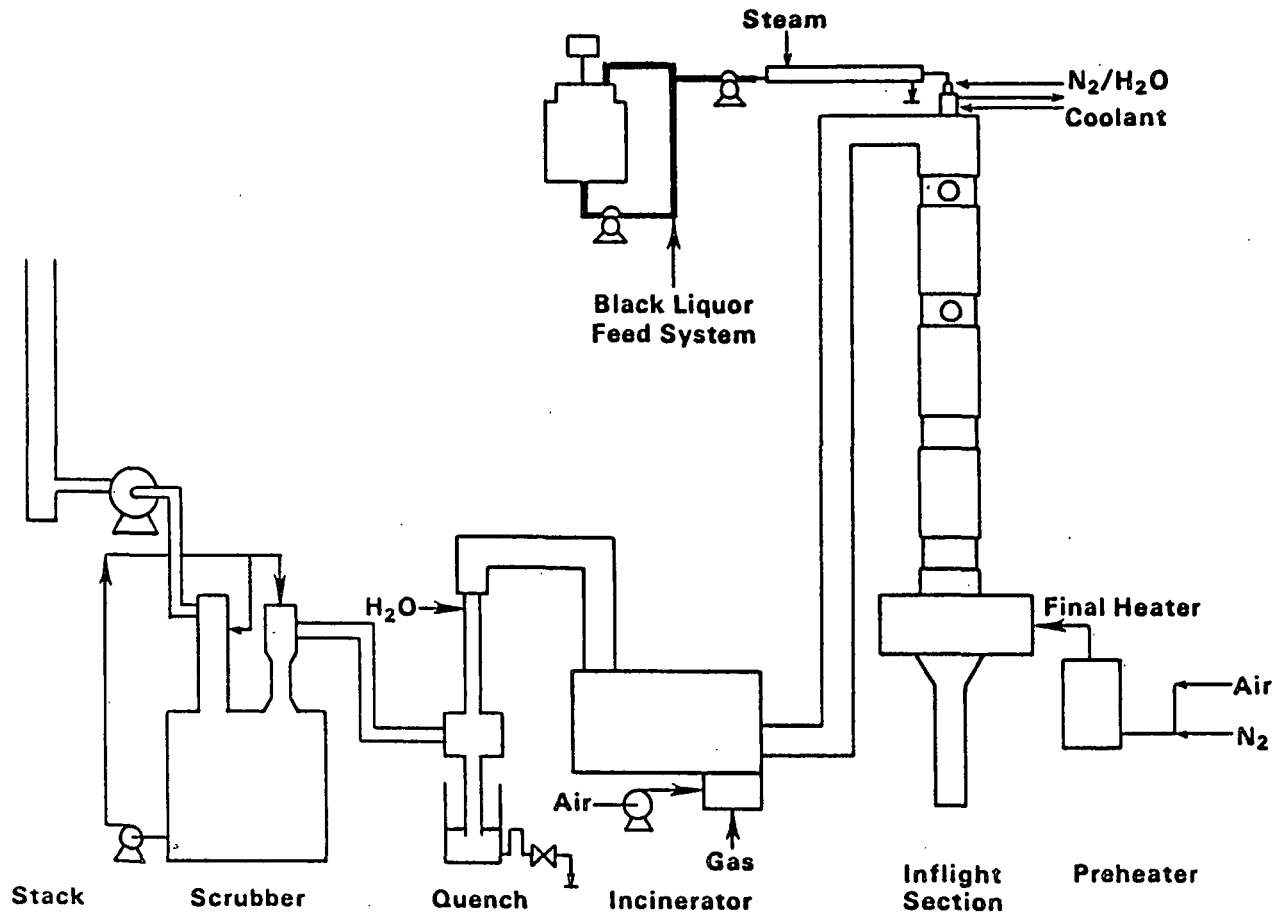 Steam
N₂/H₂O
Coolant
Black Liquor
Feed System
H₂O
Final Heater
Air
N₂
Air
Gas
Stack
Scrubber
Quench
Incinerator
Inflight
Section
Preheater